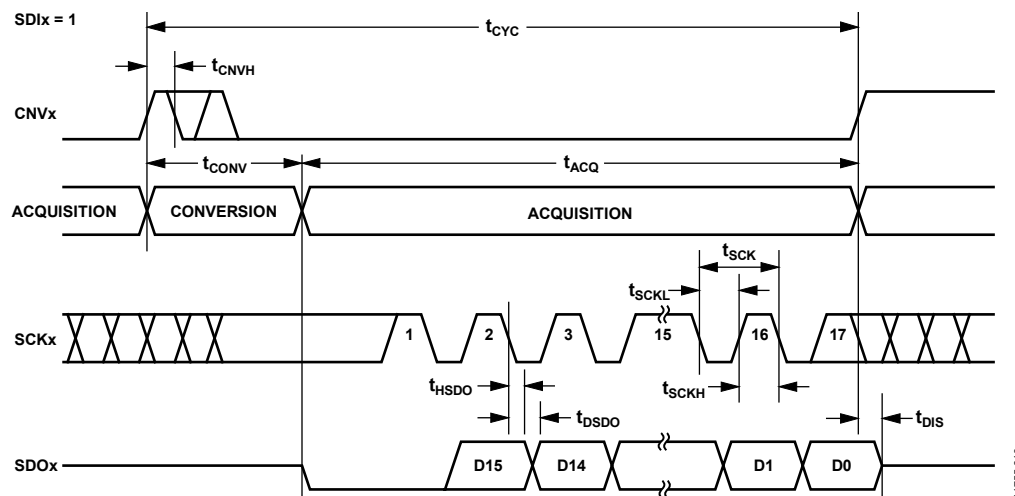 SDIx = 1
tCYC
tCNVH
CNVx
tCONV
tACQ
ACQUISITION
CONVERSION
ACQUISITION
tSCK
tSCKL
SCKx
1
2
3
15
16
17
tHSDO
tSCKH
tDSDO
tDIS
SDOx
D15
D14
D1
D0